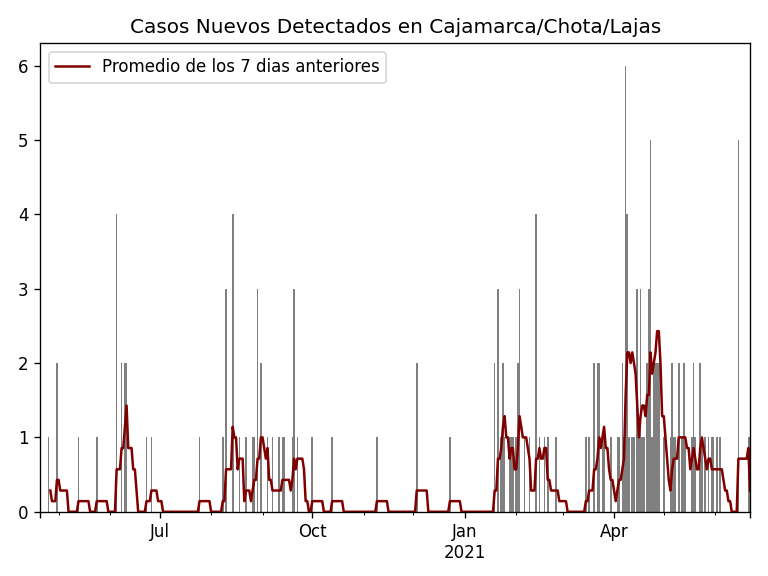 Casos Nuevos Detectados en Cajamarca/Chota/Lajas
Promedio de los 7 dias anteriores
6
5
4
3
2
1
0
Jul
Oct
Jan
2021
Apr